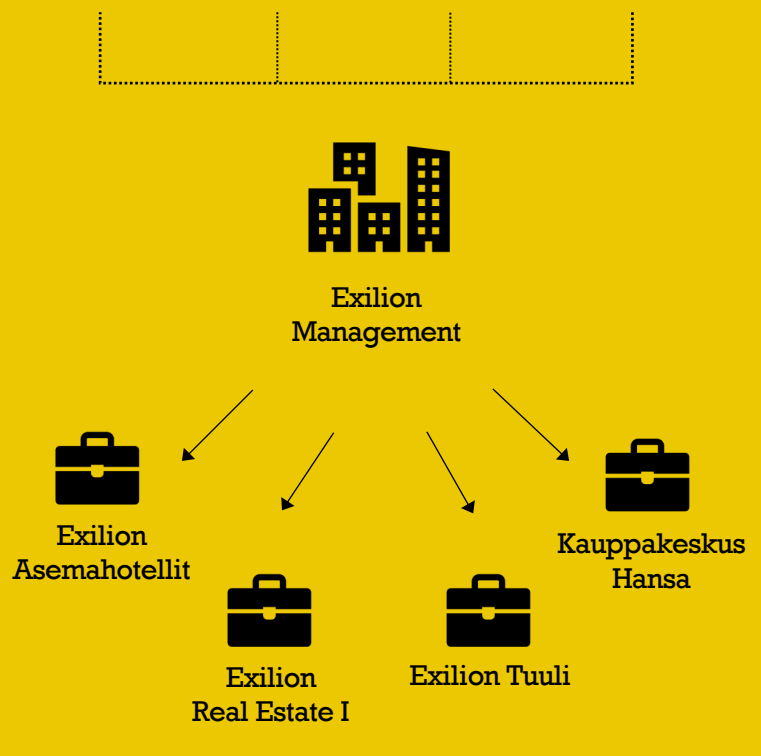 Exilion
Management
Exilion
Asemahotellit
Exilion
Real Estate I
Exilion Tuuli
Kauppakeskus
Hansa